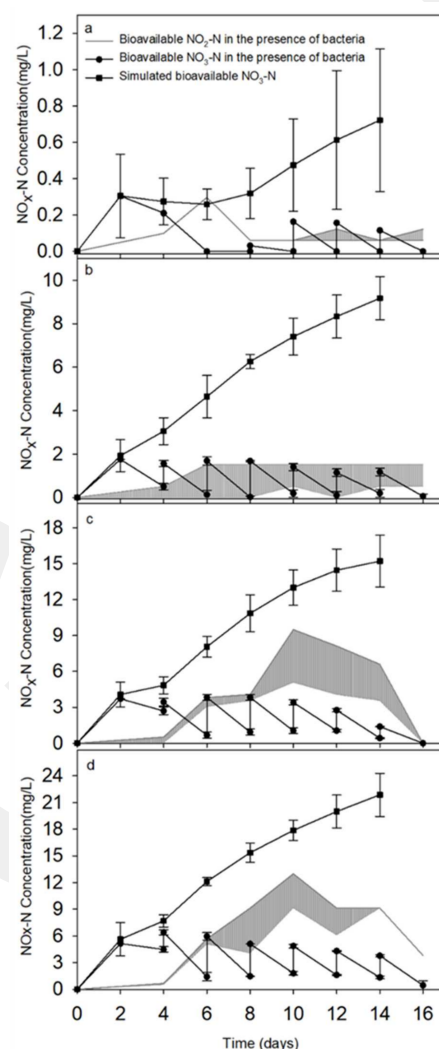 a
Bioavailable NO₂-N in the presence of bacteria
Bioavailable NO₃-N in the presence of bacteria
Simulated bioavailable NO₃-N
NOX-N Concentration(mg/L)
1.2
1.0
0.8
0.6
0.4
0.2
0.0
b
NOX-N Concentration(mg/L)
10
8
6
4
2
0
c
NOX-N Concentration(mg/L)
18
15
12
9
6
3
0
d
NOx-N Concentration(mg/L)
24
21
18
15
12
9
6
3
0
0 2 4 6 8 10 12 14 16
Time (days)